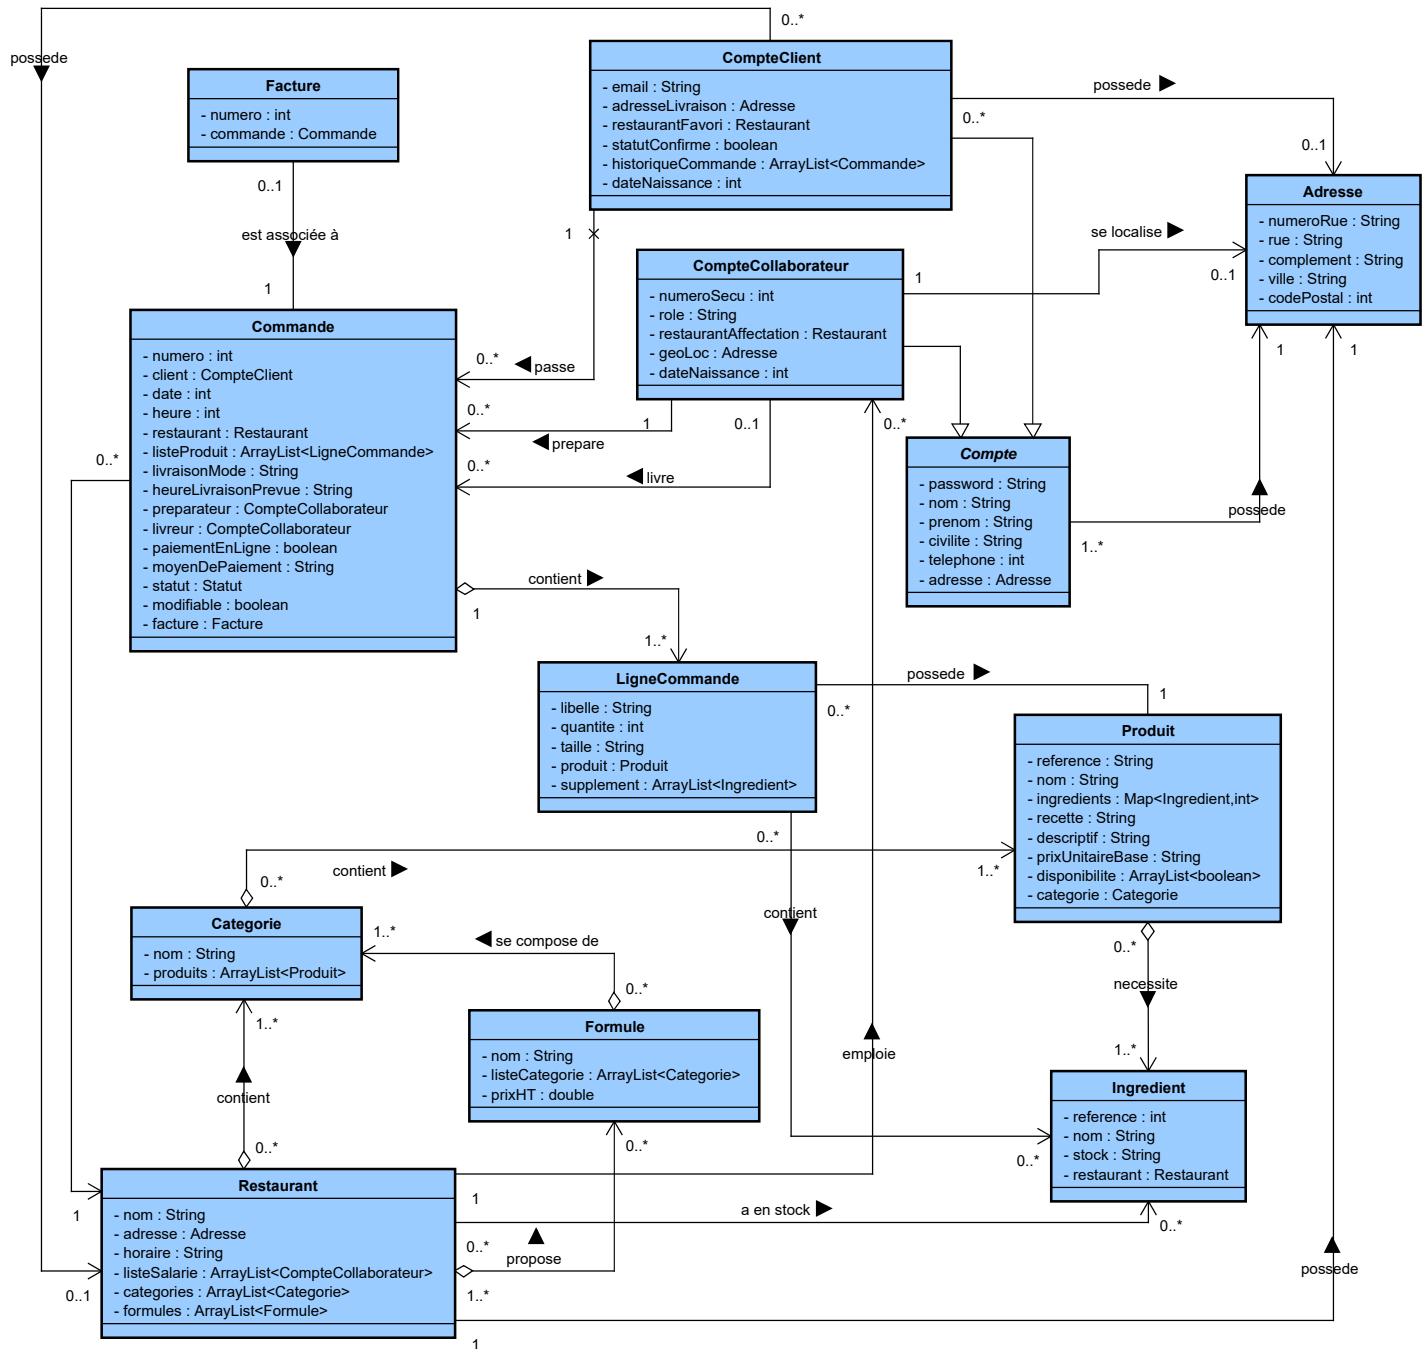 0..*
possede
CompteClient
- email : String
- adresseLivraison : Adresse
- restaurantFavori : Restaurant
- statutConfirme : boolean
- historiqueCommande : ArrayList<Commande>
- dateNaissance : int
possede
0..*
0..1
Facture
- numero : int
- commande : Commande
0..1
est associée à
1
1
Adresse
- numeroRue : String
- rue : String
- complement : String
- ville : String
- codePostal : int
se localise
0..1
1
1
1
CompteCollaborateur
- numeroSecu : int
- role : String
- restaurantAffectation : Restaurant
- geoLoc : Adresse
- dateNaissance : int
0..*
passe
0..*
1
prepare
0..1
0..*
livre
0..*
Commande
- numero : int
- client : CompteClient
- date : int
- heure : int
- restaurant : Restaurant
- listeProduit : ArrayList<LigneCommande>
- livraisonMode : String
- heureLivraisonPrevue : String
- preparateur : CompteCollaborateur
- livreur : CompteCollaborateur
- paiementEnLigne : boolean
- moyenDePaiement : String
- statut : Statut
- modifiable : boolean
- facture : Facture
0..*
Compte
- password : String
- nom : String
- prenom : String
- civilite : String
- telephone : int
- adresse : Adresse
possede
1..*
contient
1
1..*
LigneCommande
- libelle : String
- quantite : int
- taille : String
- produit : Produit
- supplement : ArrayList<Ingredient>
possede
0..*
1
Produit
- reference : String
- nom : String
- ingredients : Map<Ingredient,int>
- recette : String
- descriptif : String
- prixUnitaireBase : String
- disponibilite : ArrayList<boolean>
- categorie : Categorie
0..*
contient
0..*
1..*
contient
Categorie
- nom : String
- produits : ArrayList<Produit>
1..*
se compose de
0..*
0..*
necessite
1..*
1..*
Formule
- nom : String
- listeCategorie : ArrayList<Categorie>
- prixHT : double
emploie
contient
0..*
0..*
Ingredient
- reference : int
- nom : String
- stock : String
- restaurant : Restaurant
0..*
0..*
Restaurant
- nom : String
- adresse : Adresse
- horaire : String
- listeSalarie : ArrayList<CompteCollaborateur>
- categories : ArrayList<Categorie>
- formules : ArrayList<Formule>
1
1
a en stock
0..*
propose
1..*
0..1
possede
1